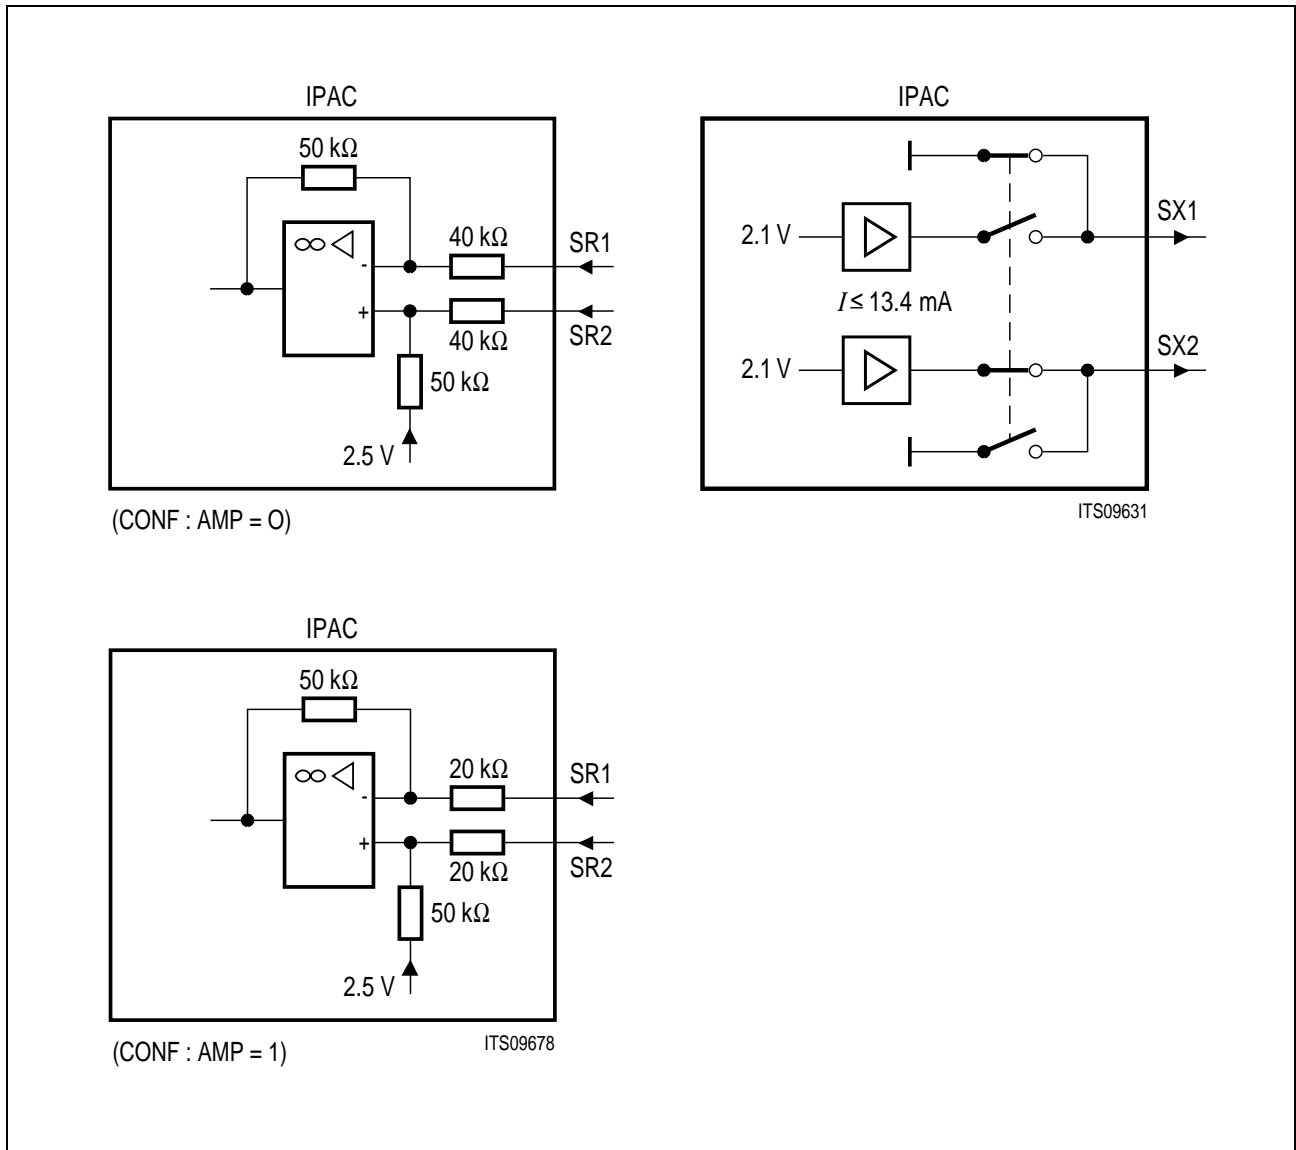 IPAC
50 kΩ
∞
-
+
40 kΩ
SR1
40 kΩ
SR2
50 kΩ
2.5 V
(CONF : AMP = O)
IPAC
2.1 V
SX1
I ≤ 13.4 mA
2.1 V
SX2
ITS09631
IPAC
50 kΩ
∞
-
+
20 kΩ
SR1
20 kΩ
SR2
50 kΩ
2.5 V
(CONF : AMP = 1)
ITS09678